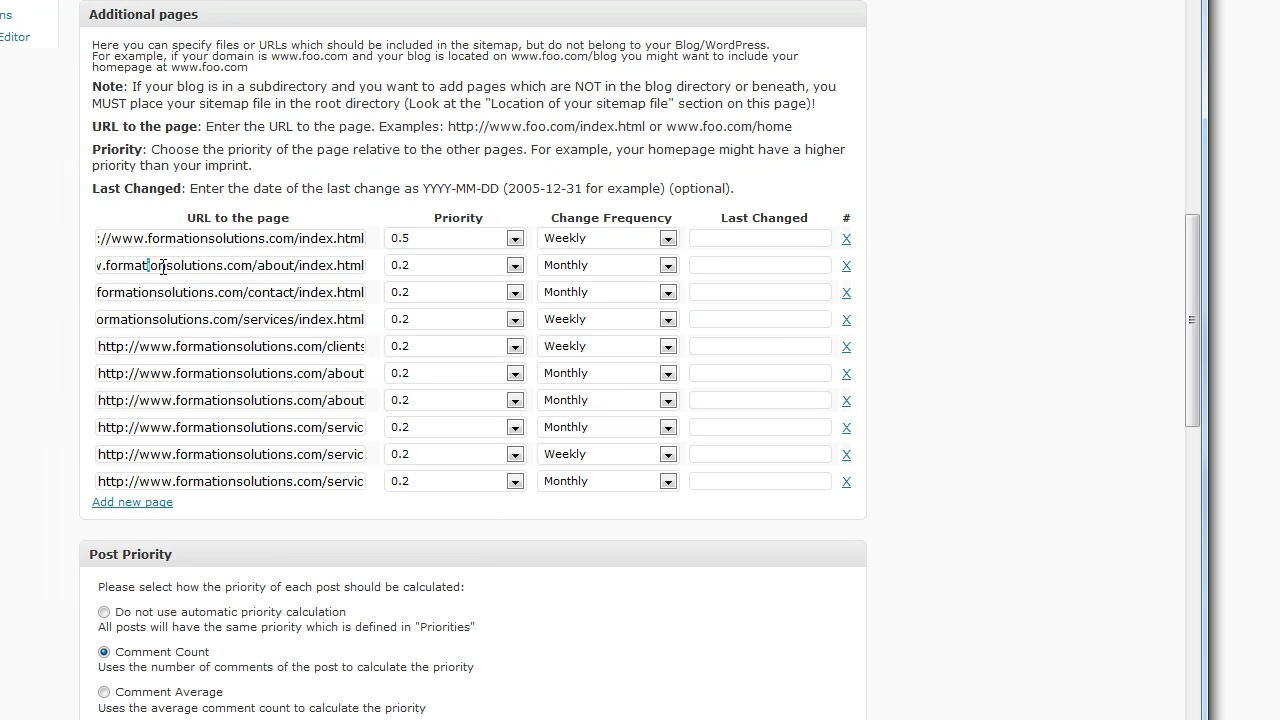 ns
Editor
Additional pages
Here you can specify files or URLs which should be included in the sitemap, but do not belong to your Blog/WordPress.
For example, if your domain is www.foo.com and your blog is located on www.foo.com/blog you might want to include your
homepage at www.foo.com
Note: If your blog is in a subdirectory and you want to add pages which are NOT in the blog directory or beneath, you
MUST place your sitemap file in the root directory (Look at the "Location of your sitemap file" section on this page)!
URL to the page: Enter the URL to the page. Examples: http://www.foo.com/index.html or www.foo.com/home
Priority: Choose the priority of the page relative to the other pages. For example, your homepage might have a higher
priority than your imprint.
Last Changed: Enter the date of the last change as YYYY-MM-DD (2005-12-31 for example) (optional).
URL to the page Priority Change Frequency Last Changed #
://www.formationsolutions.com/index.html 0.5 Weekly X
.formationsolutions.com/about/index.html 0.2 Monthly X
formationsolutions.com/contact/index.html 0.2 Monthly X
ormationsolutions.com/services/index.html 0.2 Weekly X
http://www.formationsolutions.com/clients 0.2 Weekly X
http://www.formationsolutions.com/about 0.2 Monthly X
http://www.formationsolutions.com/about 0.2 Monthly X
http://www.formationsolutions.com/servic 0.2 Monthly X
http://www.formationsolutions.com/servic 0.2 Weekly X
http://www.formationsolutions.com/servic 0.2 Monthly X
Add new page
Post Priority
Please select how the priority of each post should be calculated:
Do not use automatic priority calculation
All posts will have the same priority which is defined in "Priorities"
Comment Count
Uses the number of comments of the post to calculate the priority
Comment Average
Uses the average comment count to calculate the priority